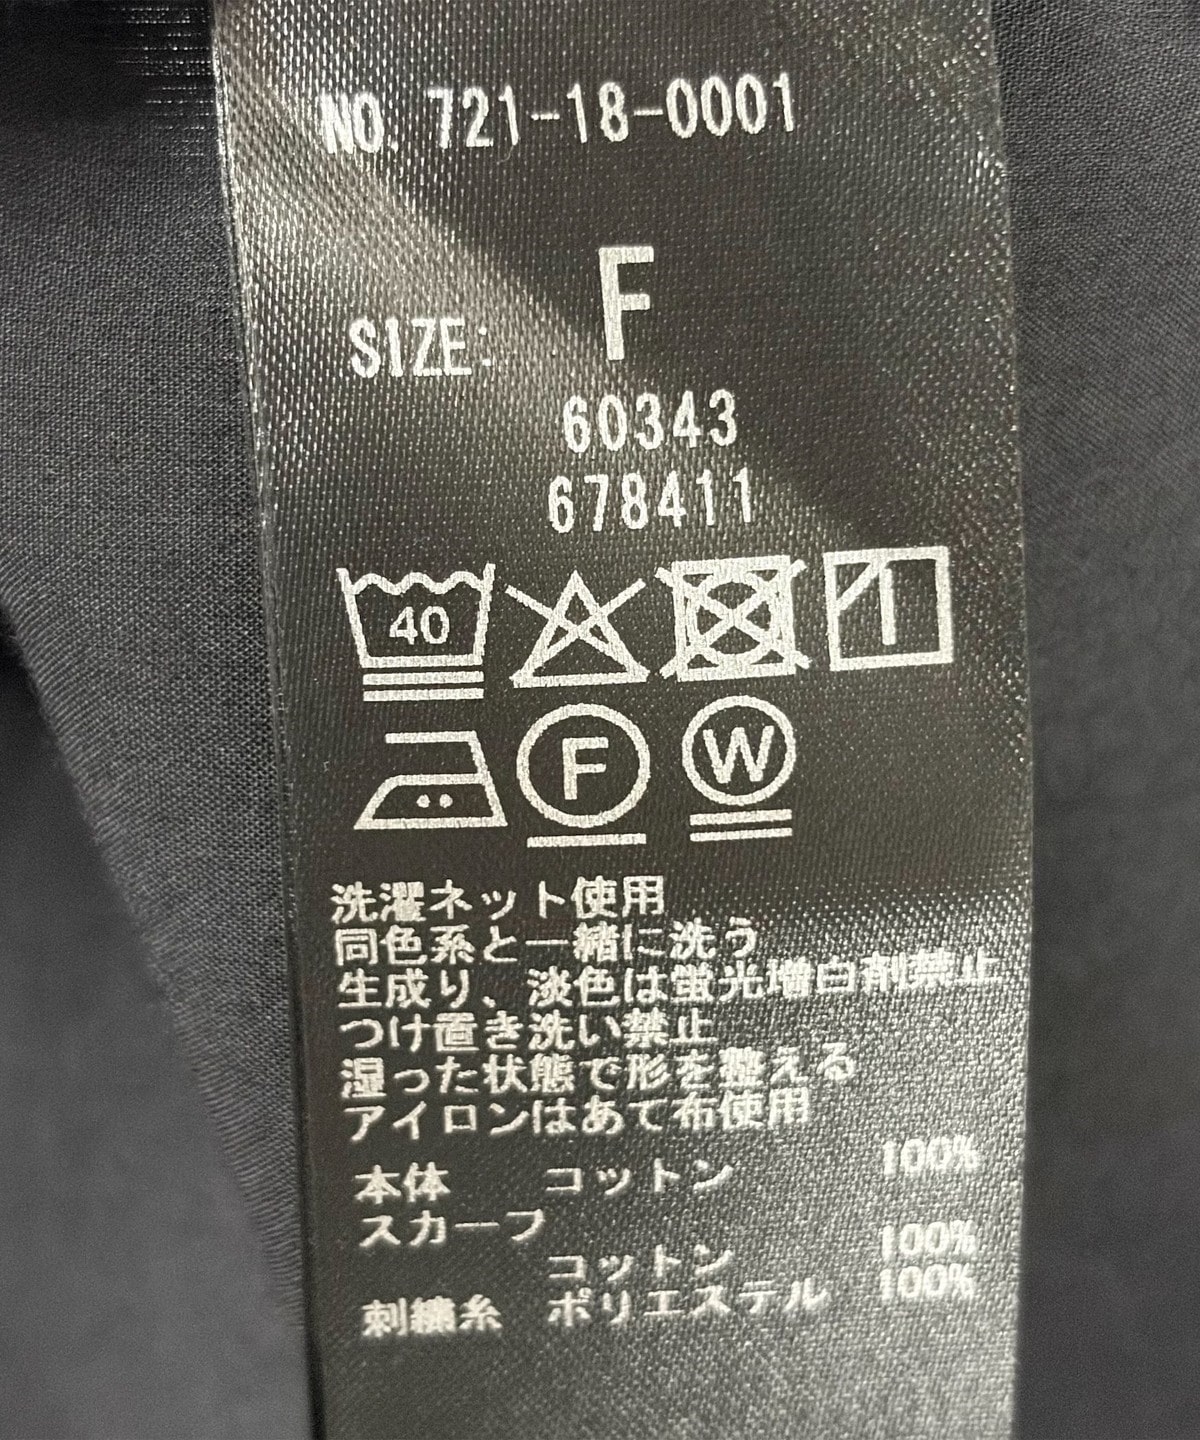 NO. 721-18-0001
SIZE: F
60343
678411
40
F W
洗濯ネット使用
同色系と一緒に洗う
生成り、淡色は蛍光増白剤禁止
つけ置き洗い禁止
湿った状態で形を整える
アイロンはあて布使用
本体 コットン 100%
スカーフ
コットン 100%
刺繍糸 ポリエステル 100%